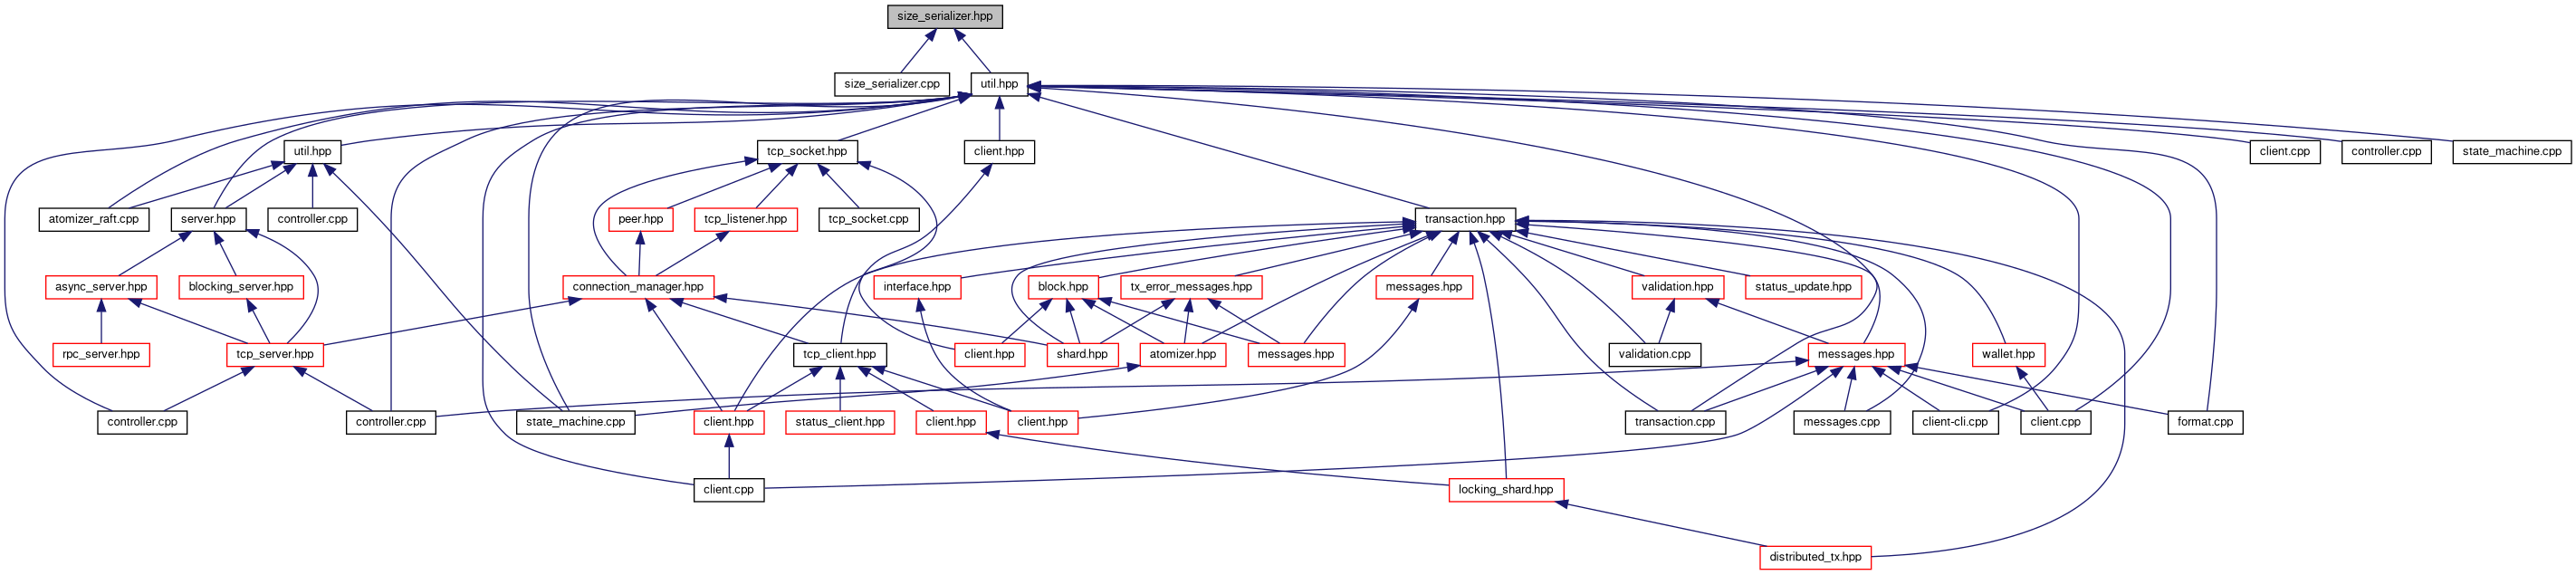 size_serializer.hpp
size_serializer.cpp
util.hpp
util.hpp
tcp_socket.hpp
client.hpp
client.cpp
controller.cpp
state_machine.cpp
atomizer_raft.cpp
server.hpp
controller.cpp
peer.hpp
tcp_listener.hpp
tcp_socket.cpp
transaction.hpp
async_server.hpp
blocking_server.hpp
connection_manager.hpp
interface.hpp
block.hpp
tx_error_messages.hpp
messages.hpp
validation.hpp
status_update.hpp
rpc_server.hpp
tcp_server.hpp
tcp_client.hpp
client.hpp
shard.hpp
atomizer.hpp
messages.hpp
validation.cpp
messages.hpp
wallet.hpp
controller.cpp
controller.cpp
state_machine.cpp
client.hpp
status_client.hpp
client.hpp
client.hpp
transaction.cpp
messages.cpp
client-cli.cpp
client.cpp
format.cpp
client.cpp
locking_shard.hpp
distributed_tx.hpp